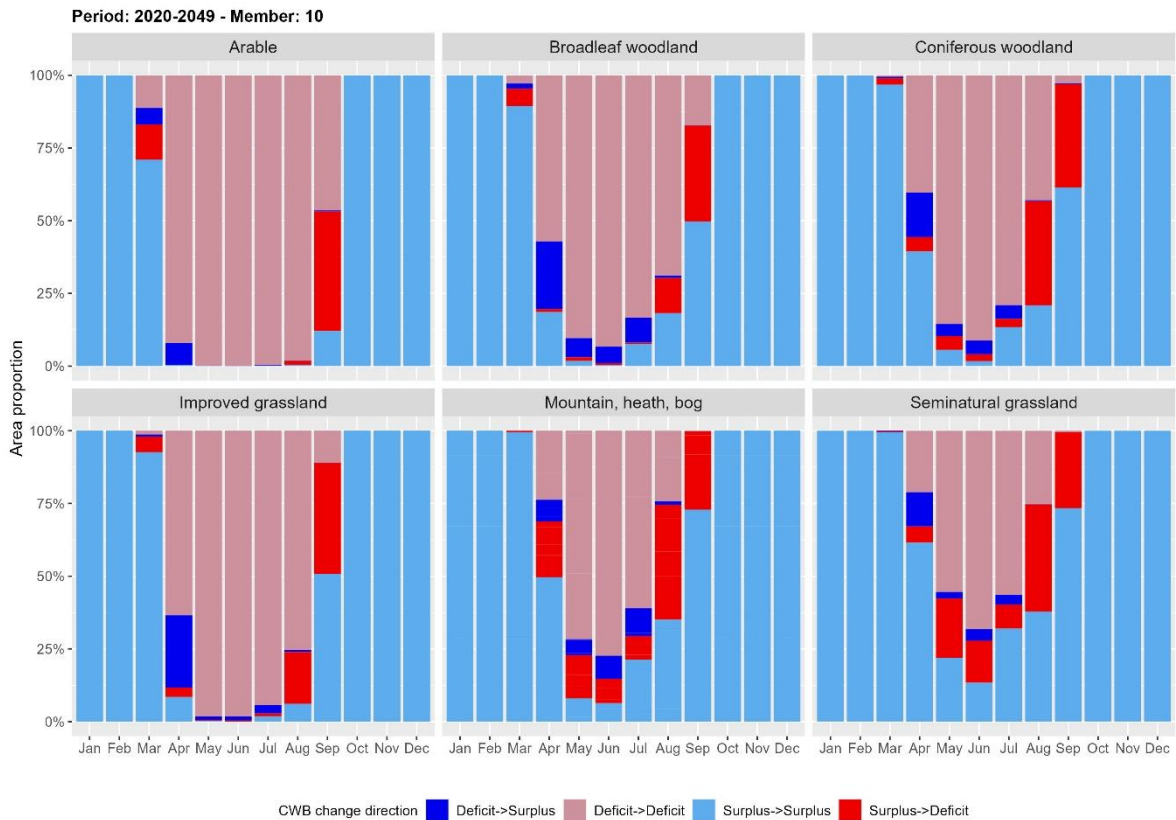 Period: 2020-2049 - Member: 10
Arable
Broadleaf woodland
Coniferous woodland
100%
75%
50%
25%
0%
Improved grassland
Mountain, heath, bog
Seminatural grassland
100%
75%
50%
25%
0%
Area proportion
Jan Feb Mar Apr May Jun Jul Aug Sep Oct Nov Dec
Jan Feb Mar Apr May Jun Jul Aug Sep Oct Nov Dec
Jan Feb Mar Apr May Jun Jul Aug Sep Oct Nov Dec
CWB change direction Deficit->Surplus Deficit->Deficit Surplus->Surplus Surplus->Deficit